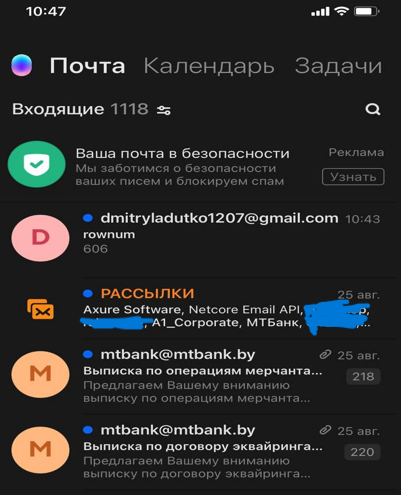 10:47
Почта Календарь Задачи
Входящие 1118
Ваша почта в безопасности Реклама
Мы заботимся о безопасности
ваших писем и блокируем спам Узнать
D dmitryladutko1207@gmail.com 10:43
rownum
606
РАССЫЛКИ 25 авг.
Axure Software, Netcore Email API,
A1_Corporate, МТБанк, ...
M mtbank@mtbank.by 25 авг.
Выписка по операциям мерчанта...
Предлагаем Вашему вниманию 218
выписку по операциям мерчанта...
M mtbank@mtbank.by 25 авг.
Выписка по договору эквайринга...
Предлагаем Вашему вниманию 220
выписку по договору эквайринга...